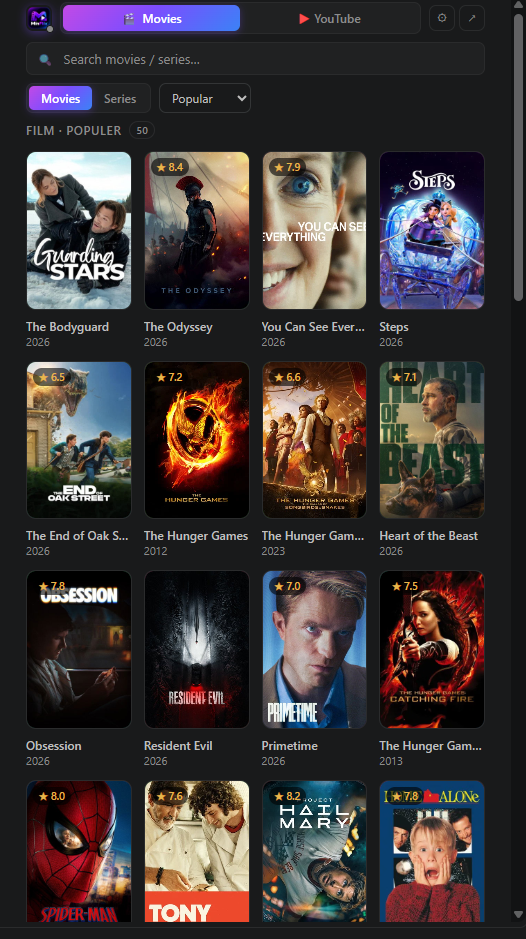 Movies
YouTube
Search movies / series...
Movies
Series
Popular
FILM · POPULER 50
Guarding STARS
★ 8.4
THE ODYSSEY
★ 7.9
YOU CAN SEE
EVERYTHING
STEPS
The Bodyguard
2026
The Odyssey
2026
You Can See Ever...
2026
Steps
2026
★ 6.5
THE END OF
OAK STREET
★ 7.2
THE
HUNGER GAMES
★ 6.6
THE HUNGER GAMES
SONGBIRDS & SNAKES
★ 7.1
HEART
OF
THE
BEAST
The End of Oak S...
2026
The Hunger Games
2012
The Hunger Gam...
2023
Heart of the Beast
2026
★ 7.8
OBSESSION
RESIDENT EVIL
★ 7.0
PRIMETIME
★ 7.5
THE HUNGER GAMES
CATCHING FIRE
Obsession
2026
Resident Evil
2026
Primetime
2026
The Hunger Gam...
2013
★ 8.0
SPIDER-MAN
★ 7.6
TONY
★ 8.2
PROJECT
HAIL
MARY
★ 7.8
ALONE